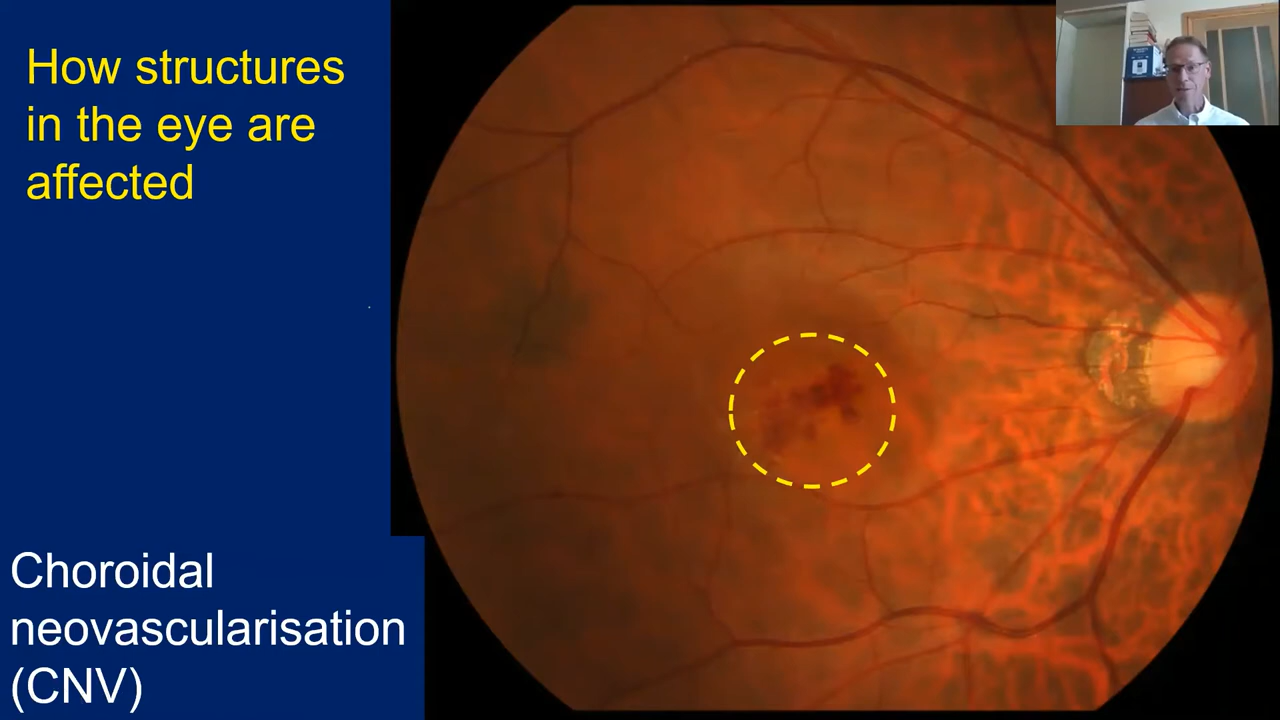 How structures
in the eye are
affected
Choroidal
neovascularisation
(CNV)